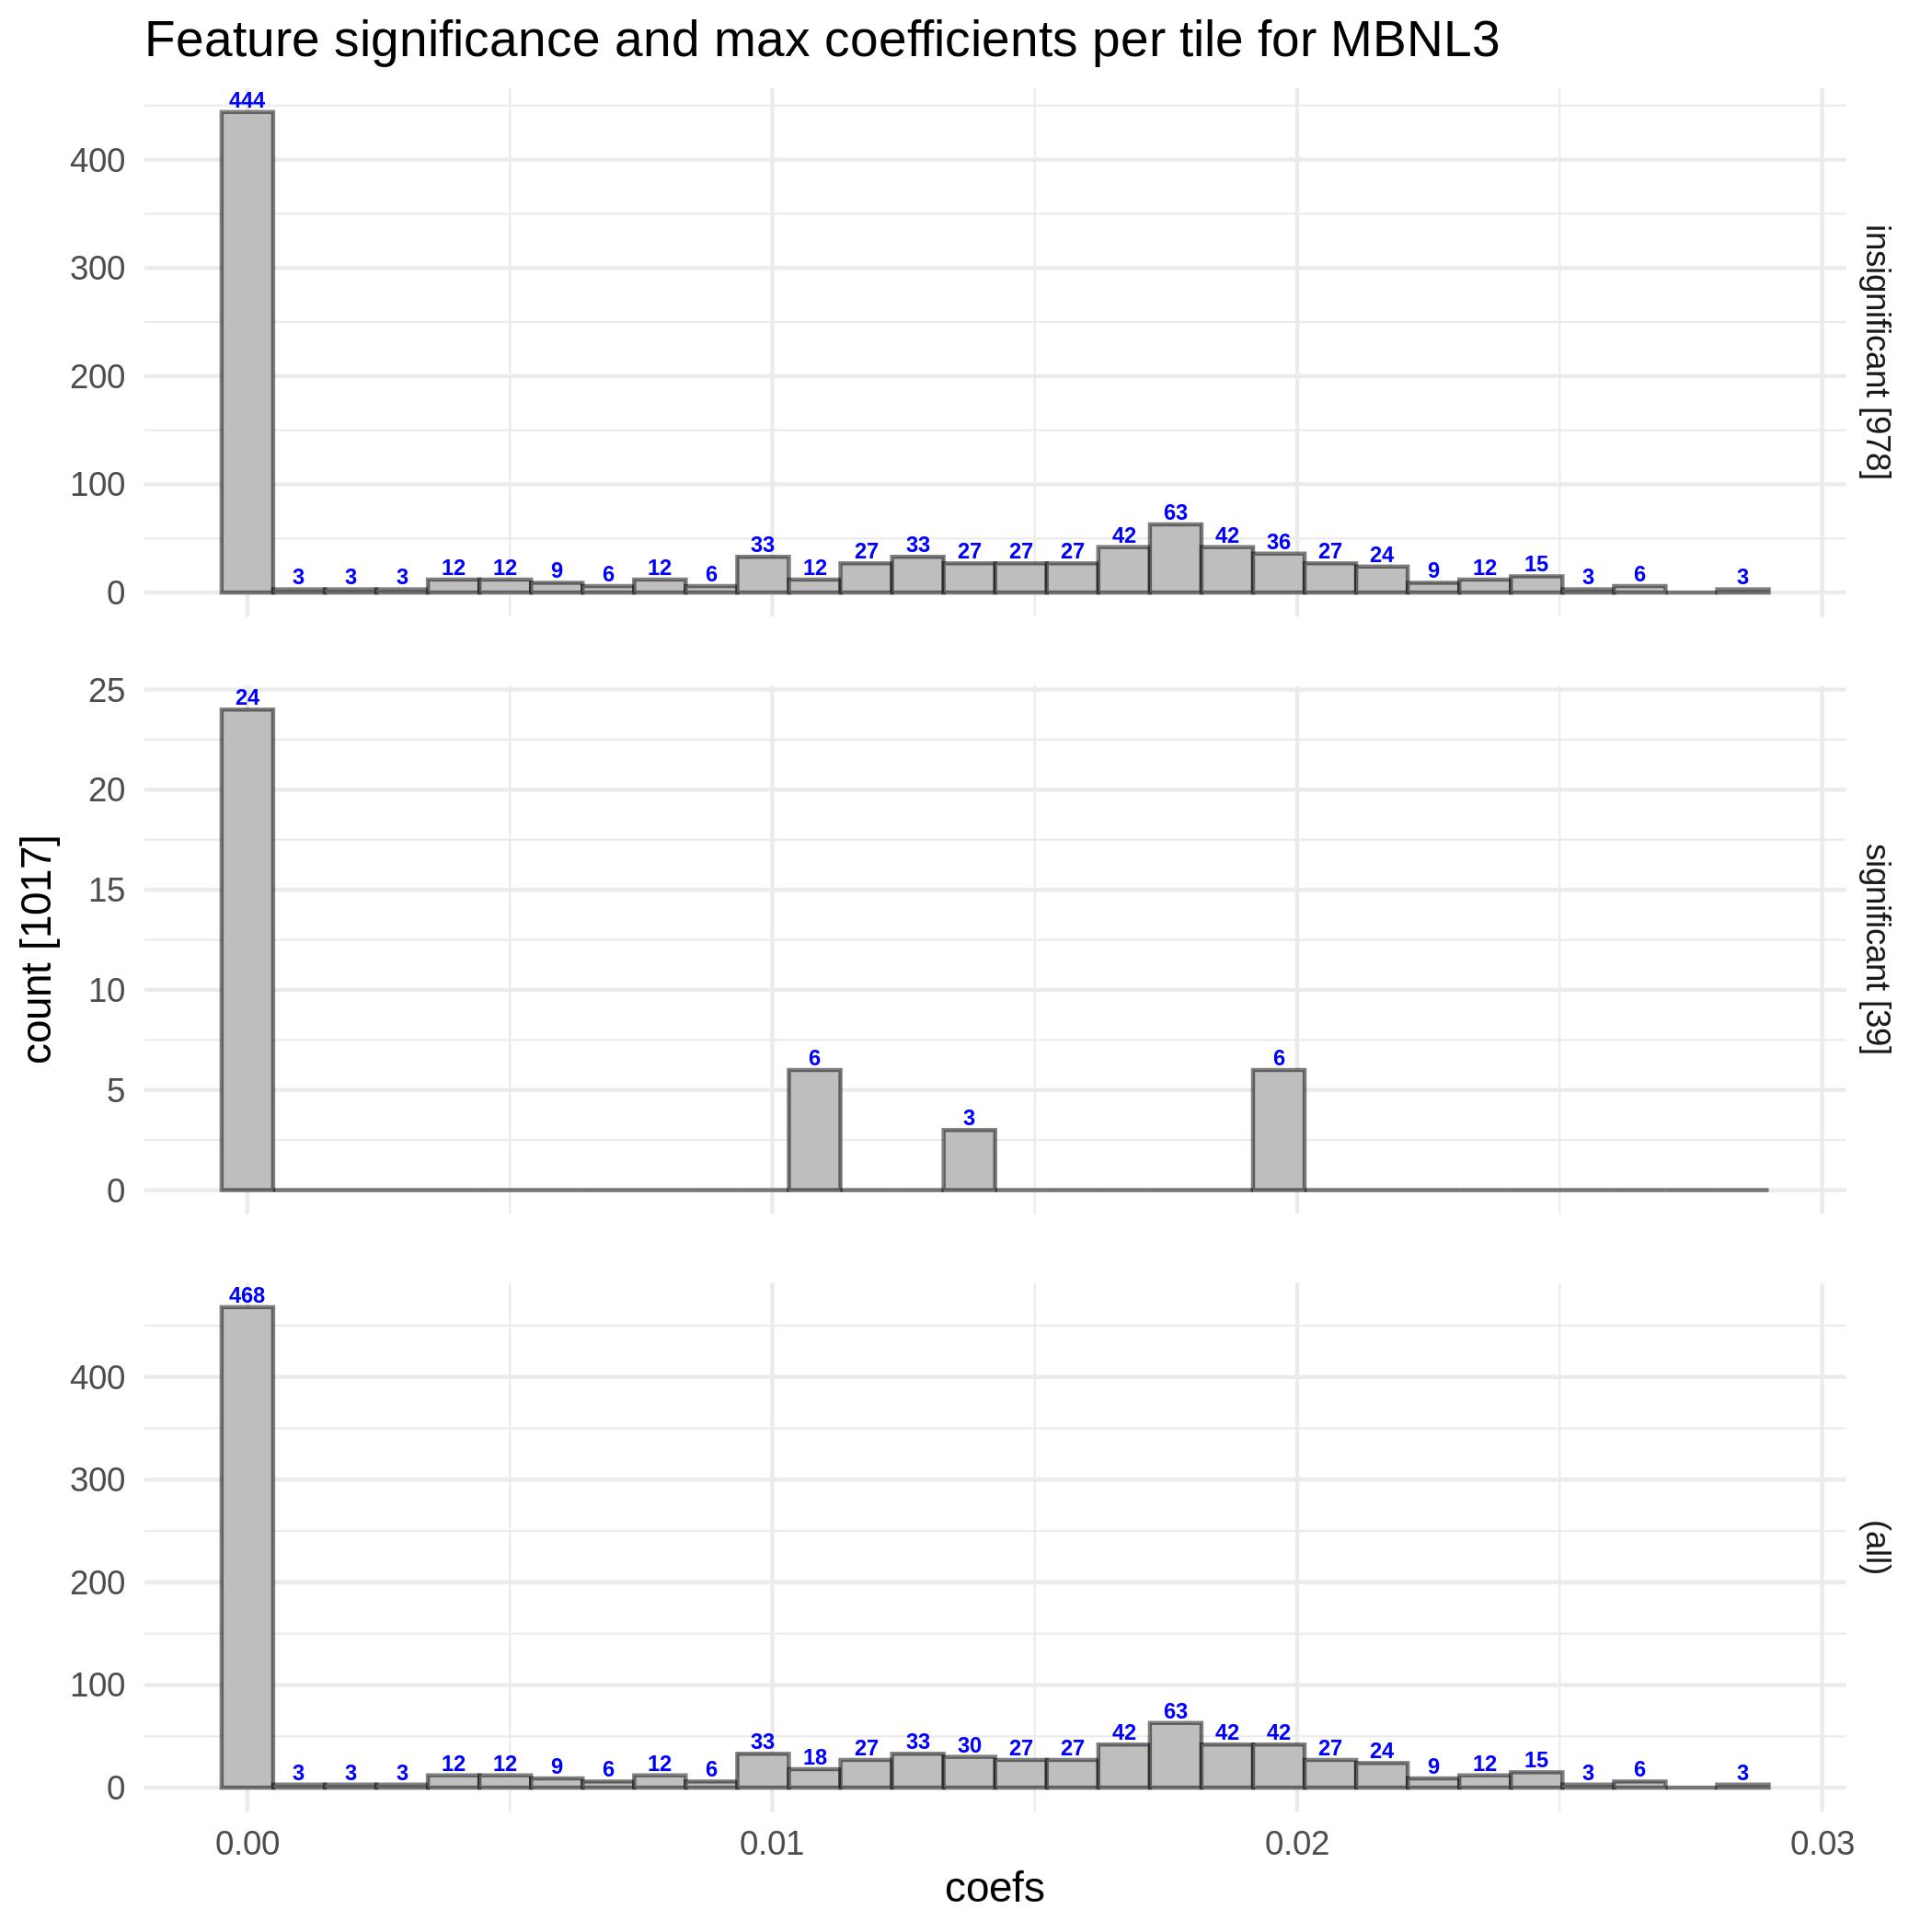 Feature significance and max coefficients per tile for MBNL3
444
400
300
200
100
0
3 3 3 12 12 9 6 12 6 33 12 27 33 27 27 27 42 63 42 36 27 24 9 12 15 3 6 3
insignificant [978]
count [1017]
25
20
15
10
5
0
24 6 3 6
significant [39]
468
400
300
200
100
0
3 3 3 12 12 9 6 12 6 33 18 27 33 30 27 27 42 63 42 42 27 24 9 12 15 3 6 3
(all)
0.00 0.01 0.02 0.03
coefs